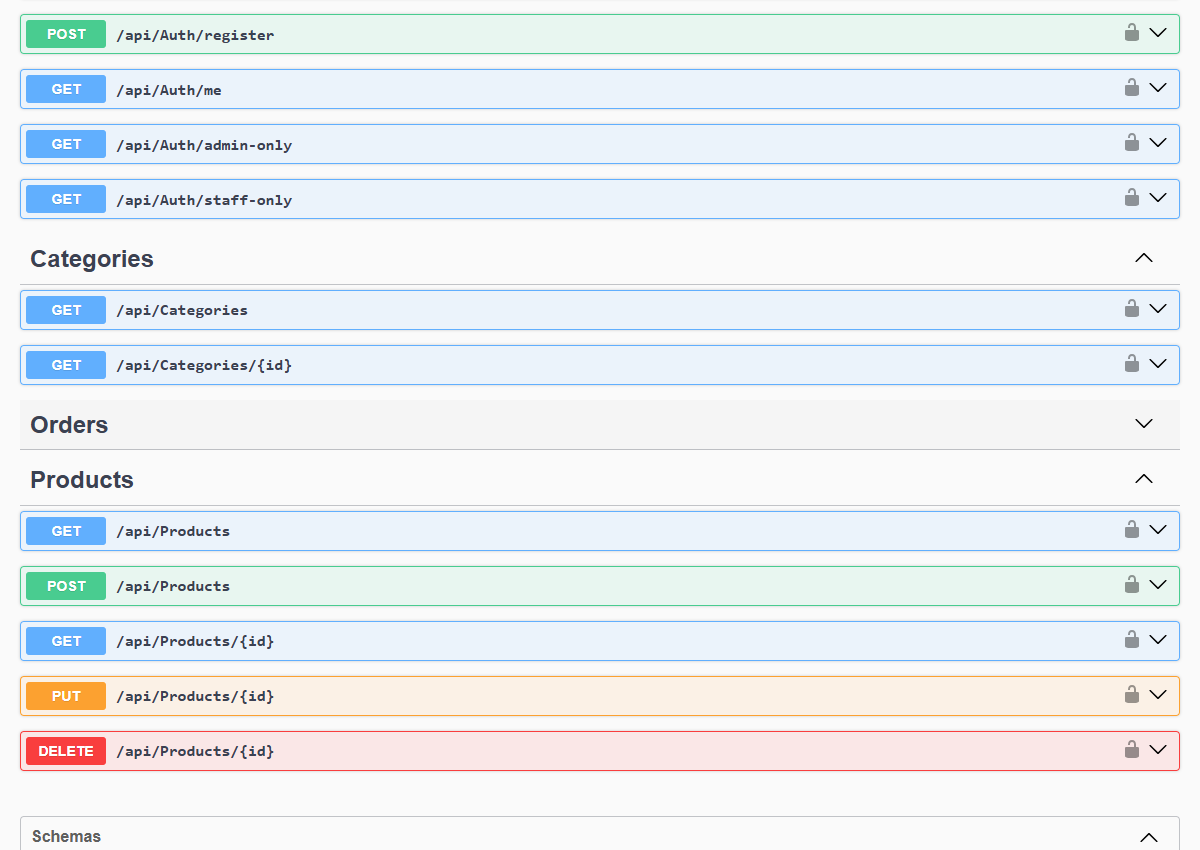 POST /api/Auth/register
GET /api/Auth/me
GET /api/Auth/admin-only
GET /api/Auth/staff-only
Categories
GET /api/Categories
GET /api/Categories/{id}
Orders
Products
GET /api/Products
POST /api/Products
GET /api/Products/{id}
PUT /api/Products/{id}
DELETE /api/Products/{id}
Schemas